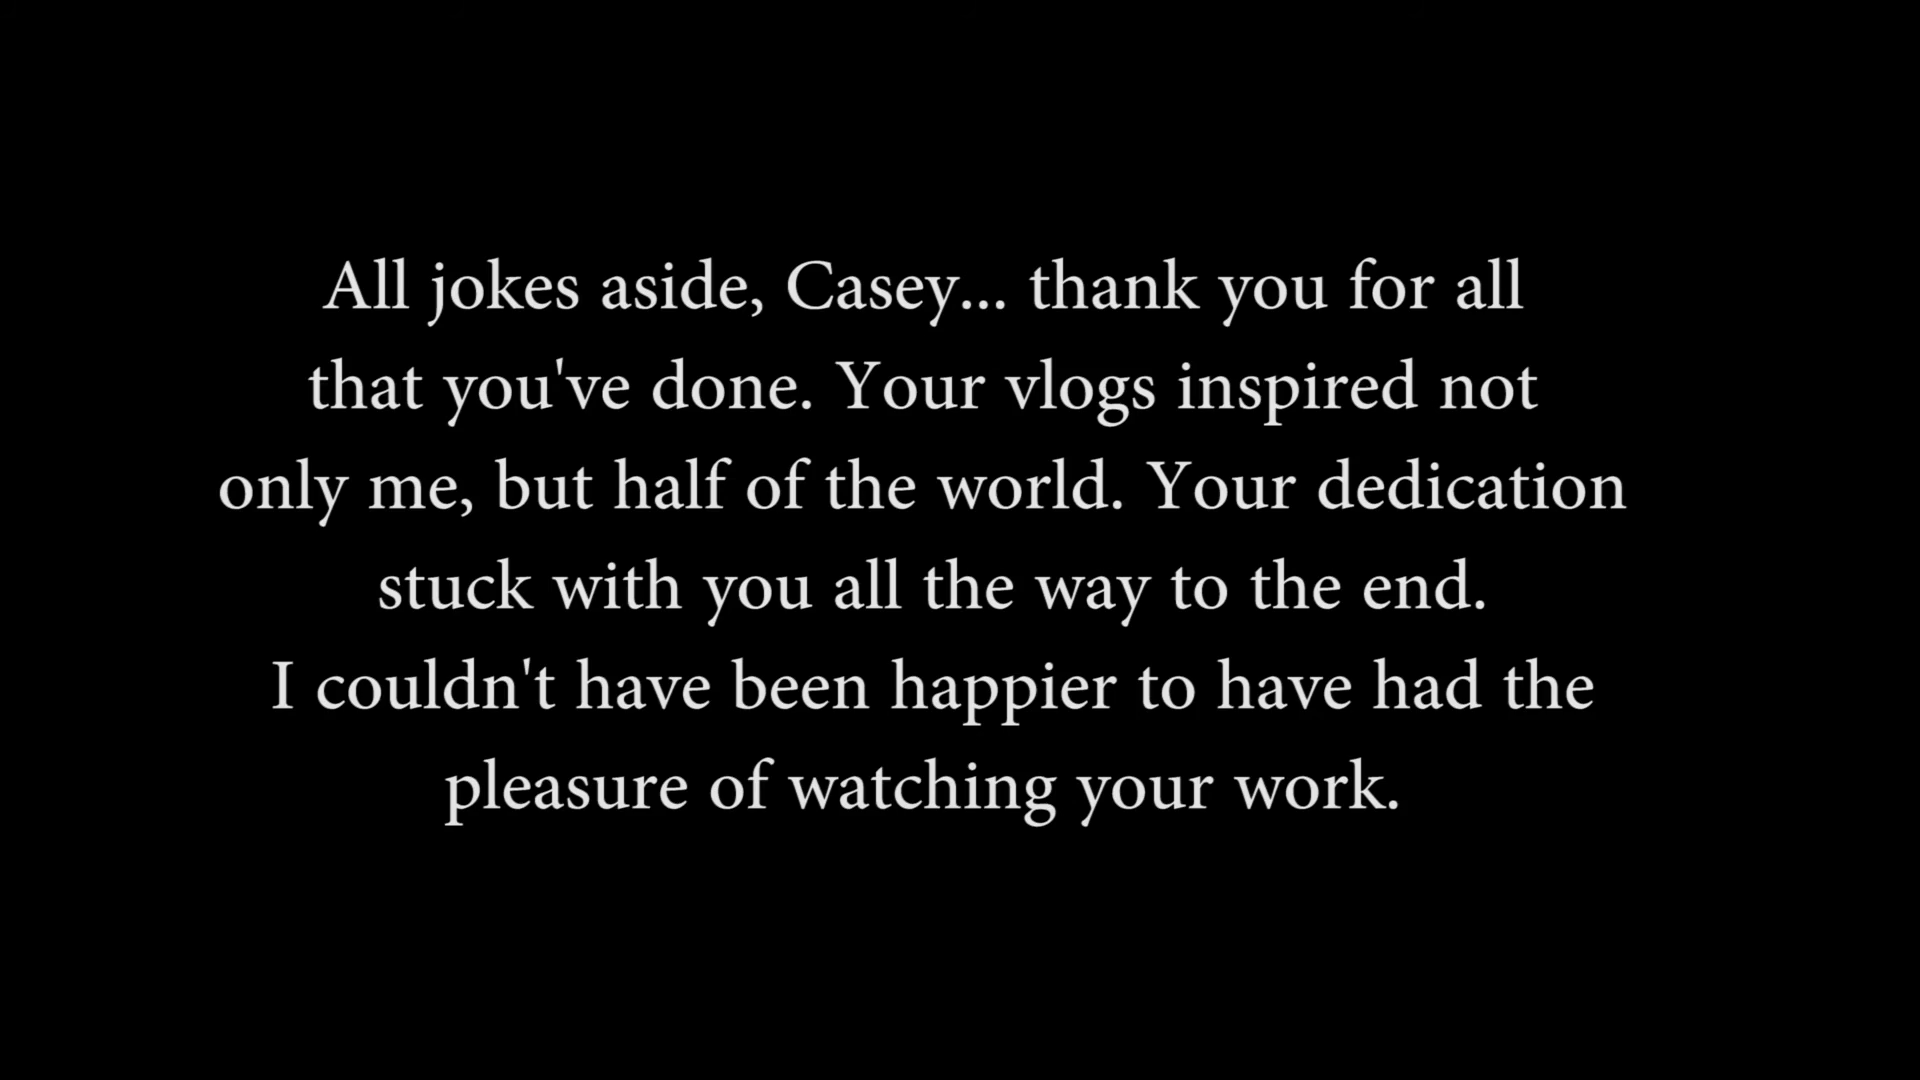 All jokes aside, Casey... thank you for all
that you've done. Your vlogs inspired not
only me, but half of the world. Your dedication
stuck with you all the way to the end.
I couldn't have been happier to have had the
pleasure of watching your work.